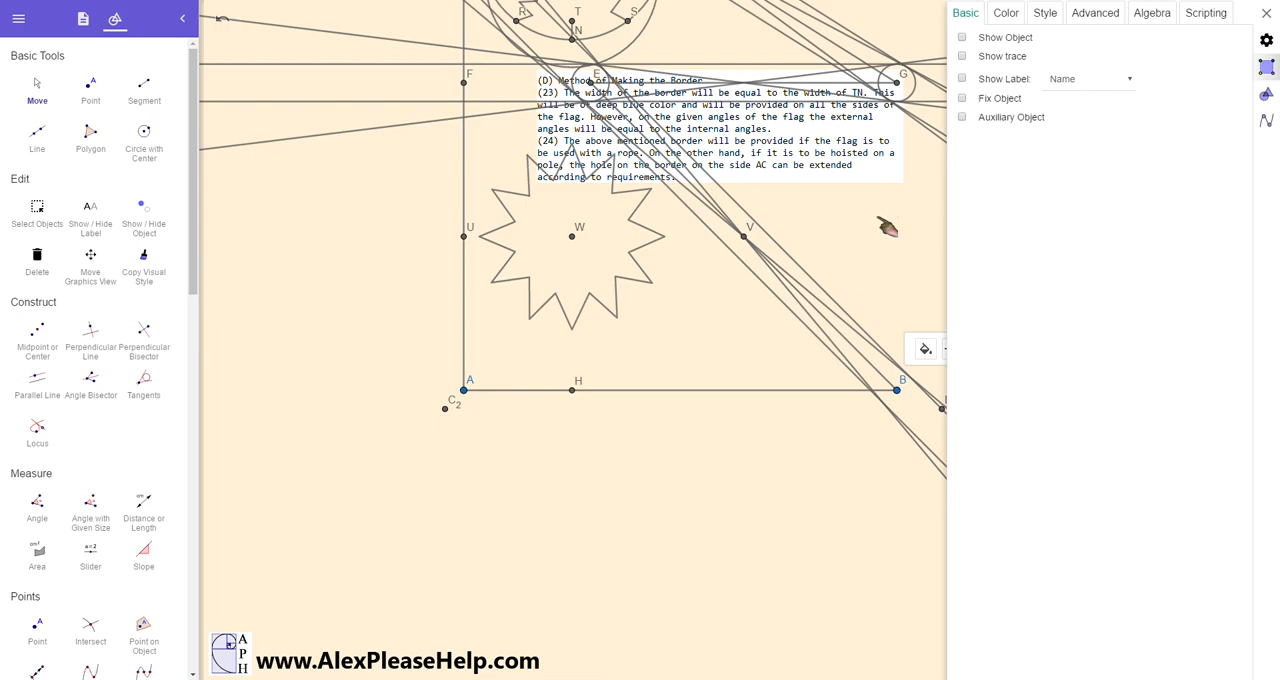 Basic Color Style Advanced Algebra Scripting
Show Object
Show trace
Show Label: Name
Fix Object
Auxiliary Object
Basic Tools
Move Point Segment
Line Polygon Circle with
Center
Edit
Select Objects Show / Hide Show / Hide
Label Object
Delete Move Copy Visual
Graphics View Style
Construct
Midpoint or Perpendicular Perpendicular
Center Line Bisector
Parallel Line Angle Bisector Tangents
Locus
Measure
Angle Angle with Distance or
Given Size Length
Area Slider Slope
Points
Point Intersect Point on
Object
R T S
N
F E G
(D) Method of Making the Border
(23) The width of the border will be equal to the width of TN. This
will be of deep blue color and will be provided on all the sides of
the flag. However, on the given angles of the flag the external
angles will be equal to the internal angles.
(24) The above mentioned border will be provided if the flag is to
be used with a rope. On the other hand, if it is to be hoisted on a
pole, the hole on the border on the side AC can be extended
according to requirements.
U W V
A H B
C2
A
P
H
www.AlexPleaseHelp.com